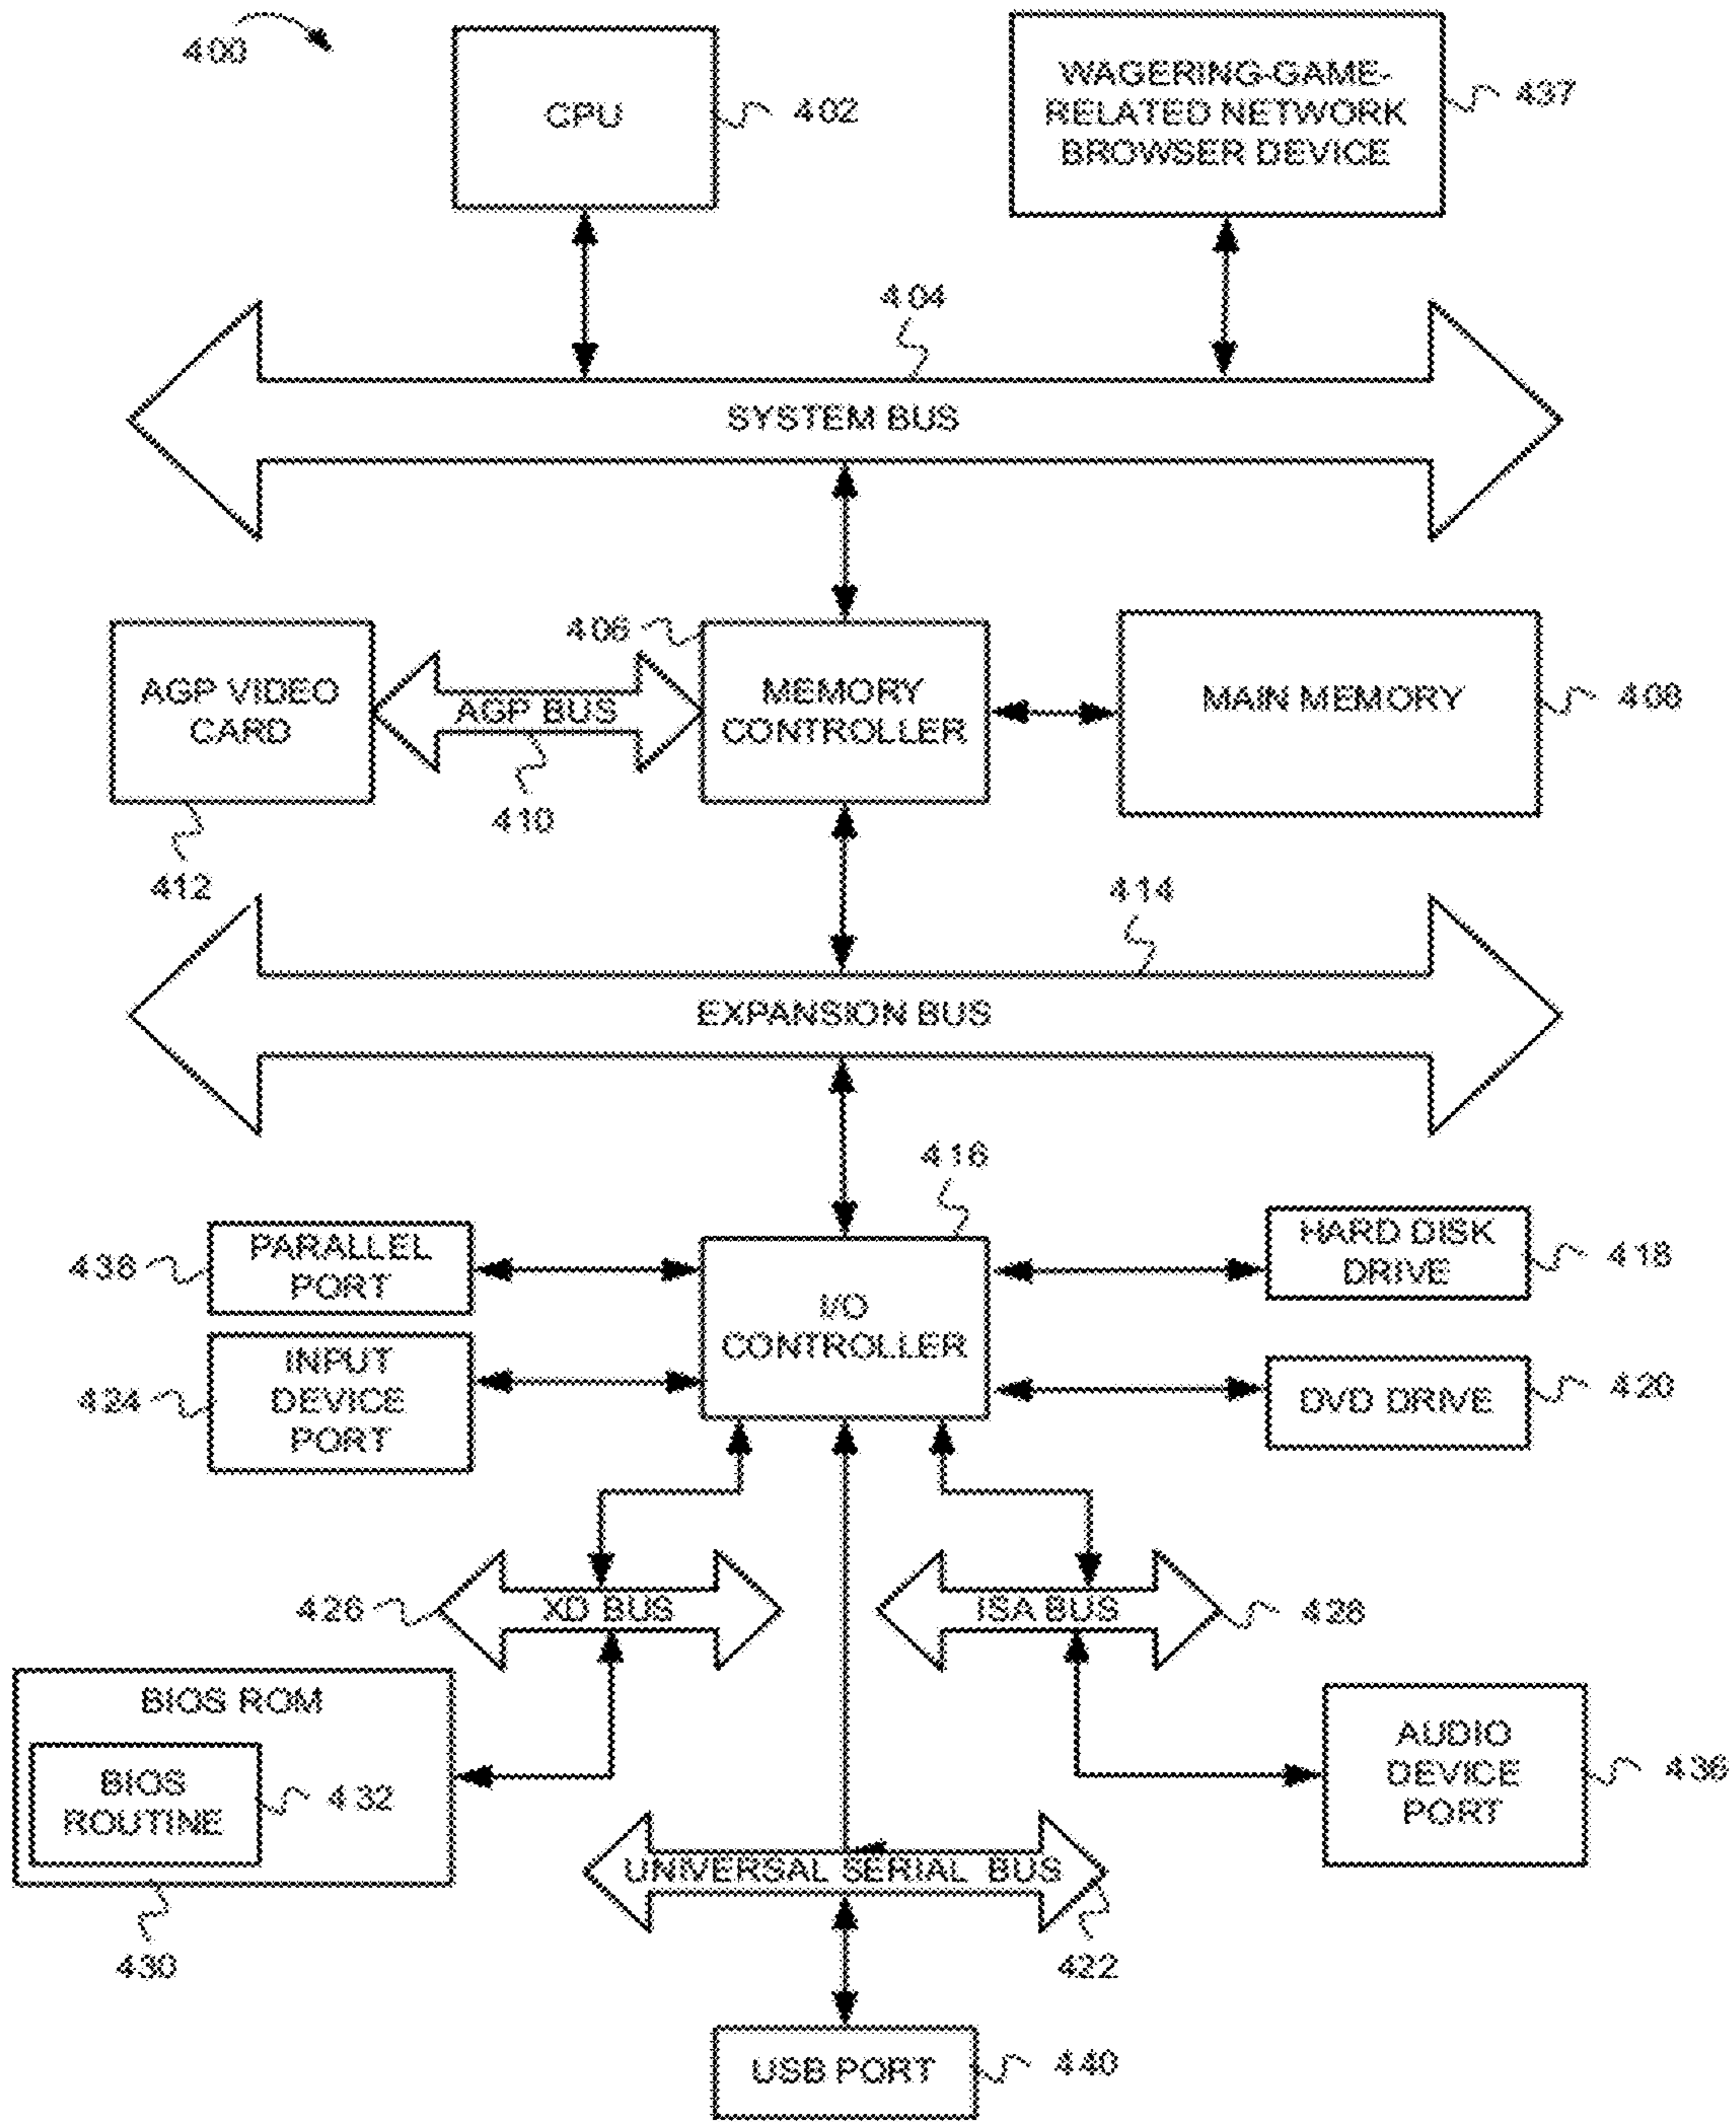 400
CPU
402
WAGERING-GAME-
RELATED NETWORK
BROWSER DEVICE
437
404
SYSTEM BUS
406
AGP VIDEO
CARD
AGP BUS
MEMORY
CONTROLLER
MAIN MEMORY
408
410
412
414
EXPANSION BUS
416
438
PARALLEL
PORT
I/O
CONTROLLER
HARD DISK
DRIVE
418
424
INPUT
DEVICE
PORT
DVD DRIVE
420
426
XD BUS
ISA BUS
428
BIOS ROM
BIOS
ROUTINE
432
AUDIO
DEVICE
PORT
436
UNIVERSAL SERIAL BUS
430
422
USB PORT
440